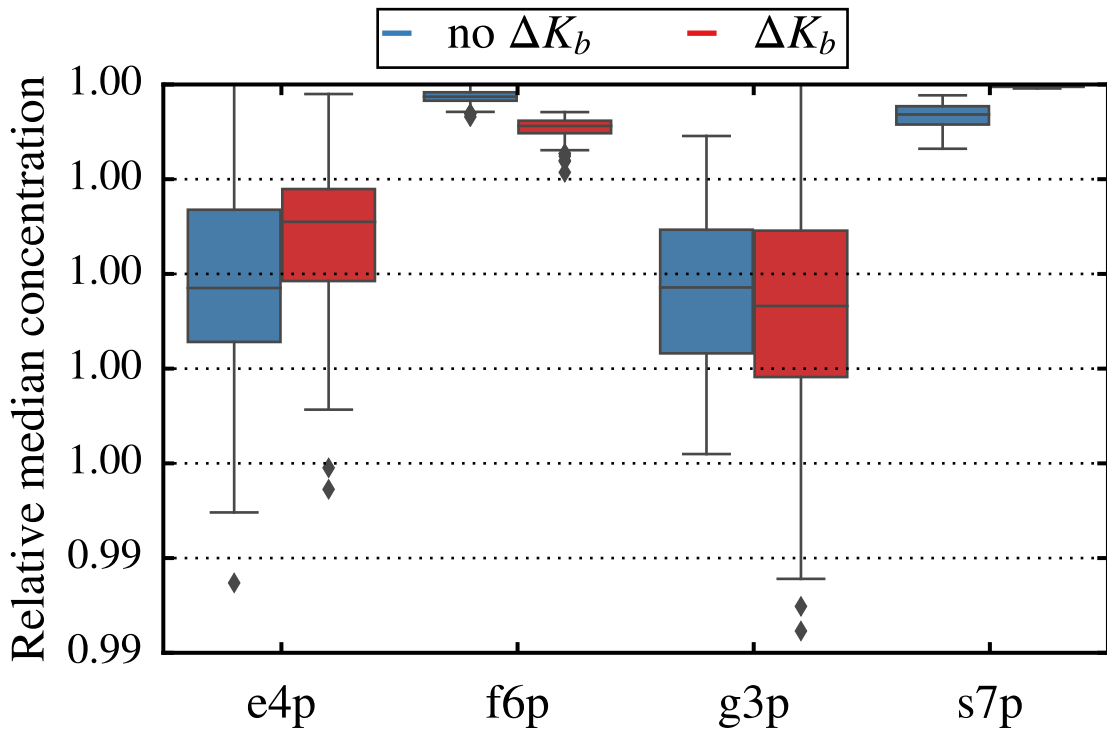 no ΔK_b ΔK_b
Relative median concentration
1.00
1.00
1.00
1.00
1.00
0.99
0.99
e4p f6p g3p s7p